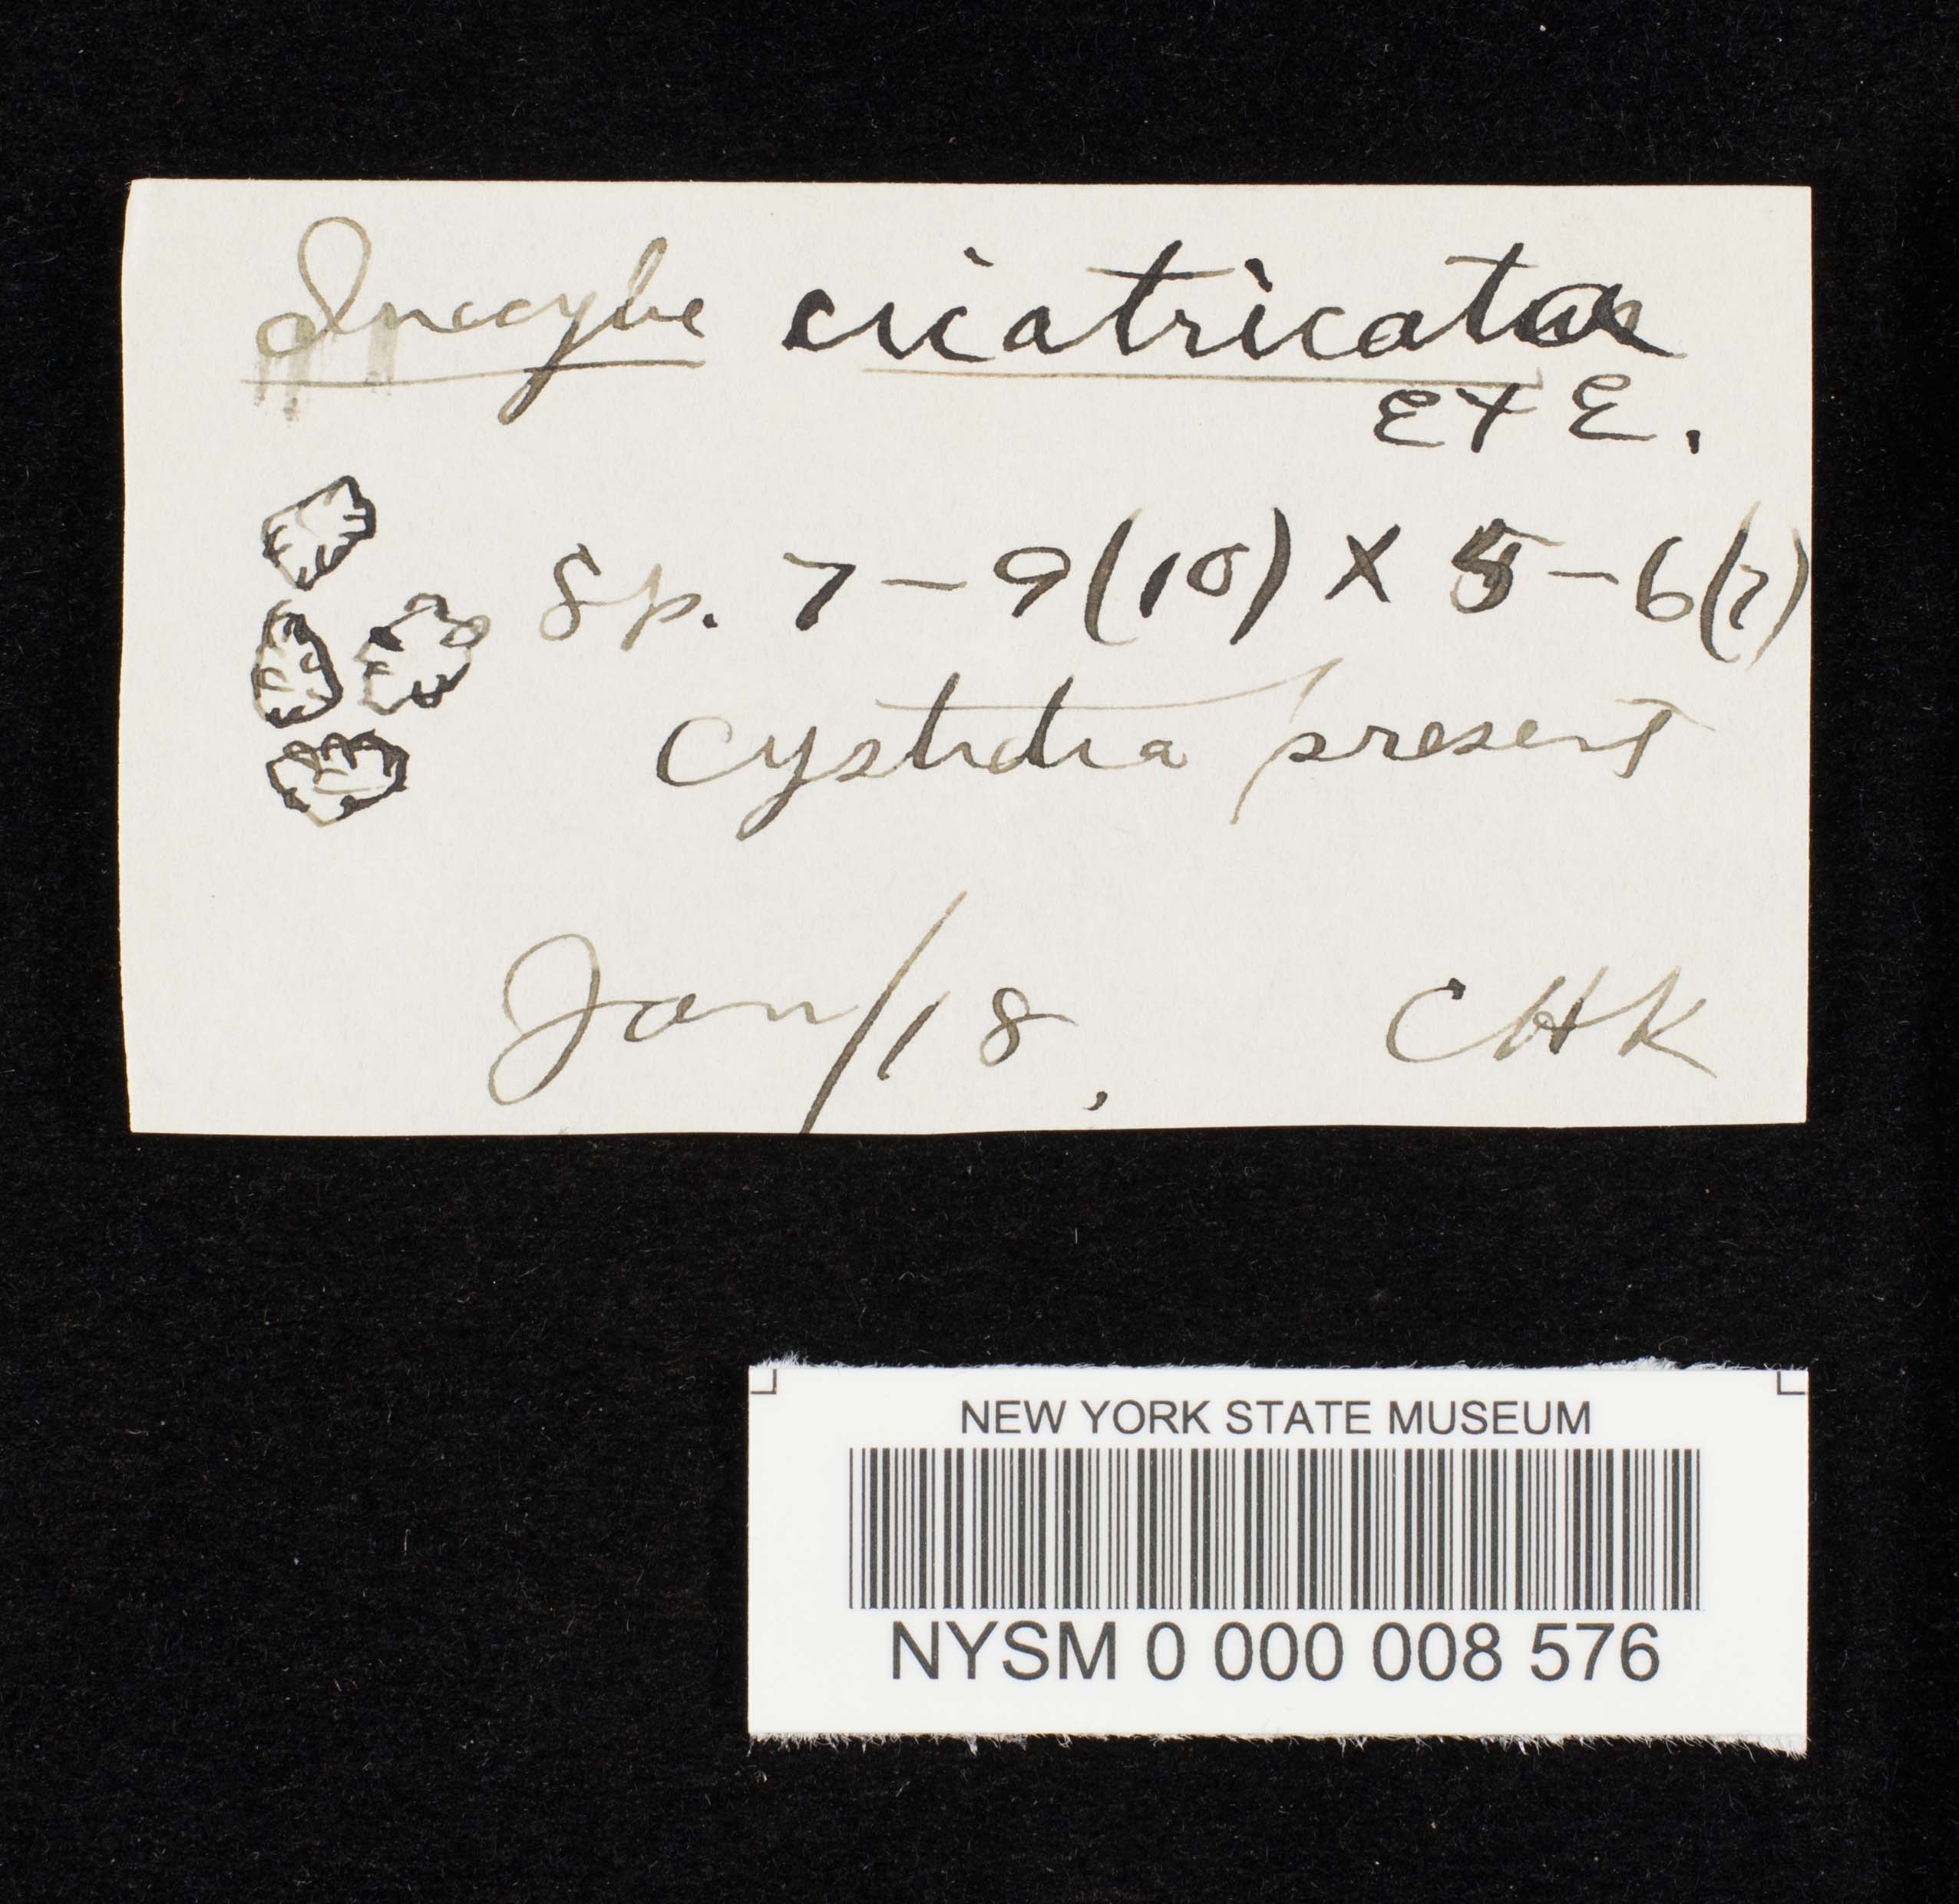 Inocybe cicatricata
E + E.
Sp. 7 – 9 (10) X 5 – 6 (7)
cystidia present
Jan/18. CHK
NEW YORK STATE MUSEUM
NYSM 0 000 008 576